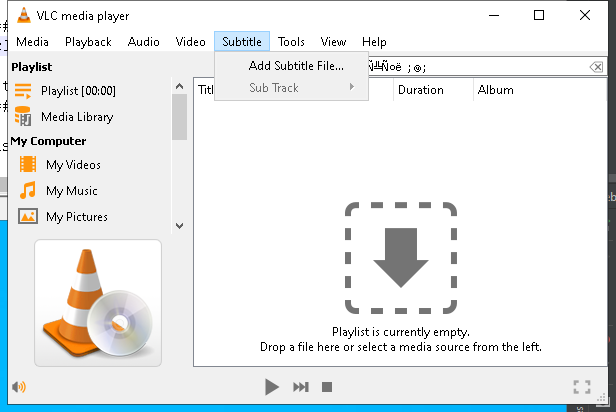 VLC media player
Media Playback Audio Video Subtitle Tools View Help
Playlist
Playlist [00:00]
Media Library
My Computer
My Videos
My Music
My Pictures
Add Subtitle File...
Sub Track
Duration Album
Playlist is currently empty.
Drop a file here or select a media source from the left.